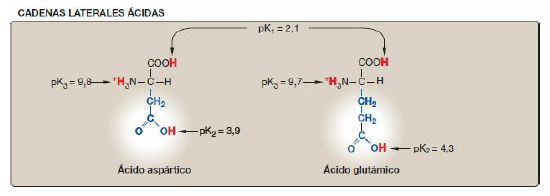 CADENAS LATERALES ÁCIDAS
pK1 = 2,1
COOH
pK3 = 9,8
+H3N—C—H
CH2
C
O OH
pK2 = 3,9
Ácido aspártico
COOH
pK3 = 9,7
+H3N—C—H
CH2
CH2
C
O OH
pK2 = 4,3
Ácido glutámico